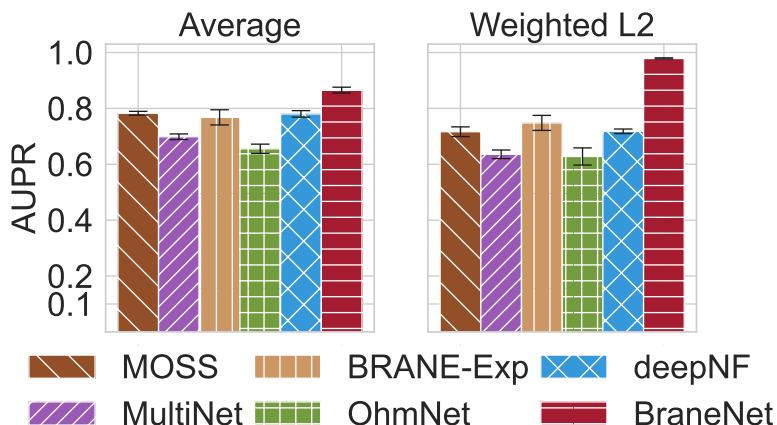 Average Weighted L2
1.0
0.8
0.6
0.4
0.2
0.1
AUPR
MOSS BRANE-Exp deepNF
MultiNet OhmNet BraneNet